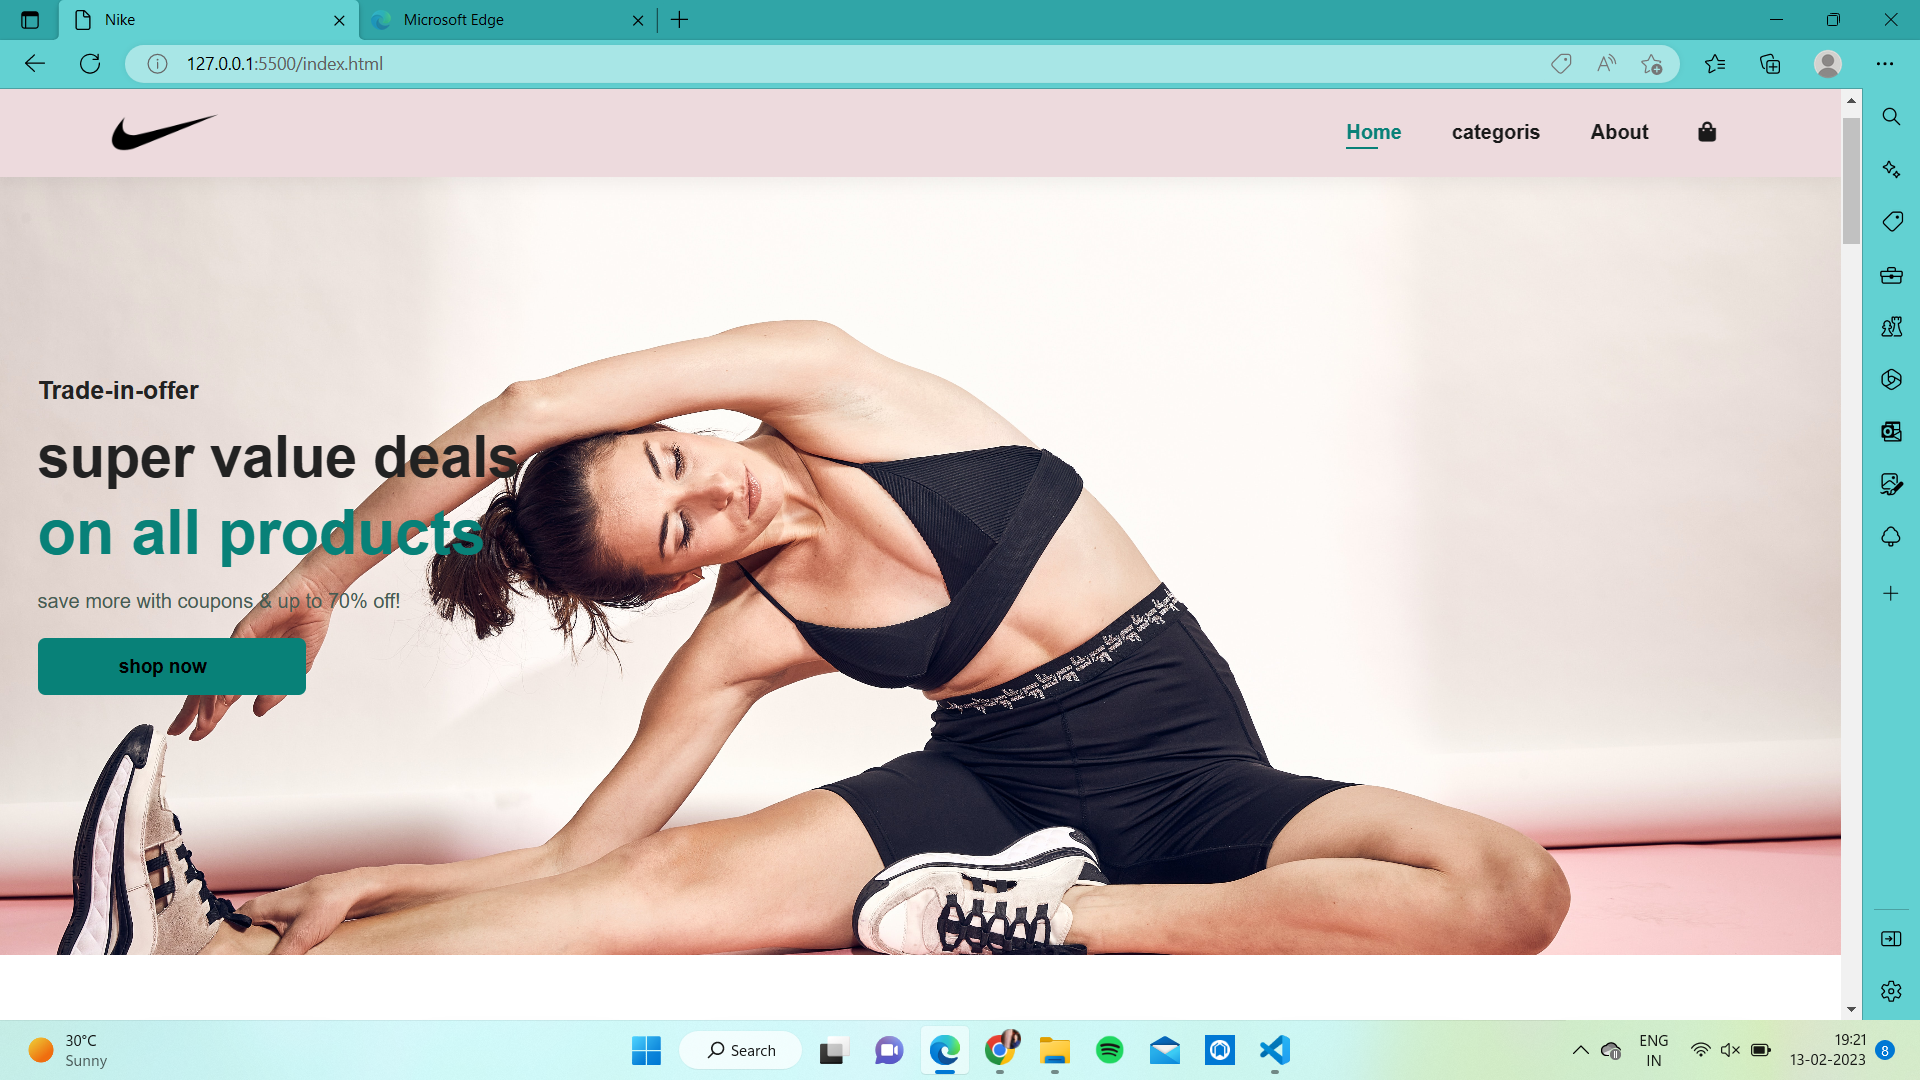 Nike
Microsoft Edge
127.0.0.1:5500/index.html
Home categoris About
Trade-in-offer
super value deals
on all products
save more with coupons & up to 70% off!
shop now
30°C
Sunny
Search
ENG
IN
19:21
13-02-2023
8